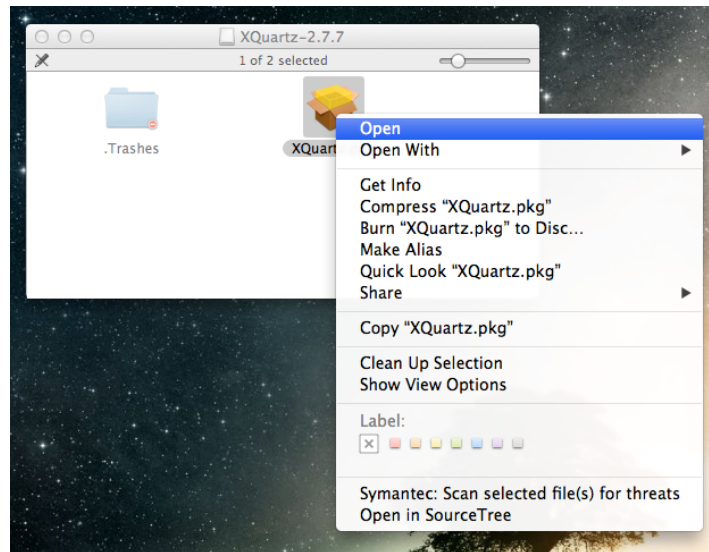 XQuartz-2.7.7
1 of 2 selected
.Trashes
XQuart
Open
Open With
Get Info
Compress “XQuartz.pkg”
Burn “XQuartz.pkg” to Disc...
Make Alias
Quick Look “XQuartz.pkg”
Share
Copy “XQuartz.pkg”
Clean Up Selection
Show View Options
Label:
Symantec: Scan selected file(s) for threats
Open in SourceTree